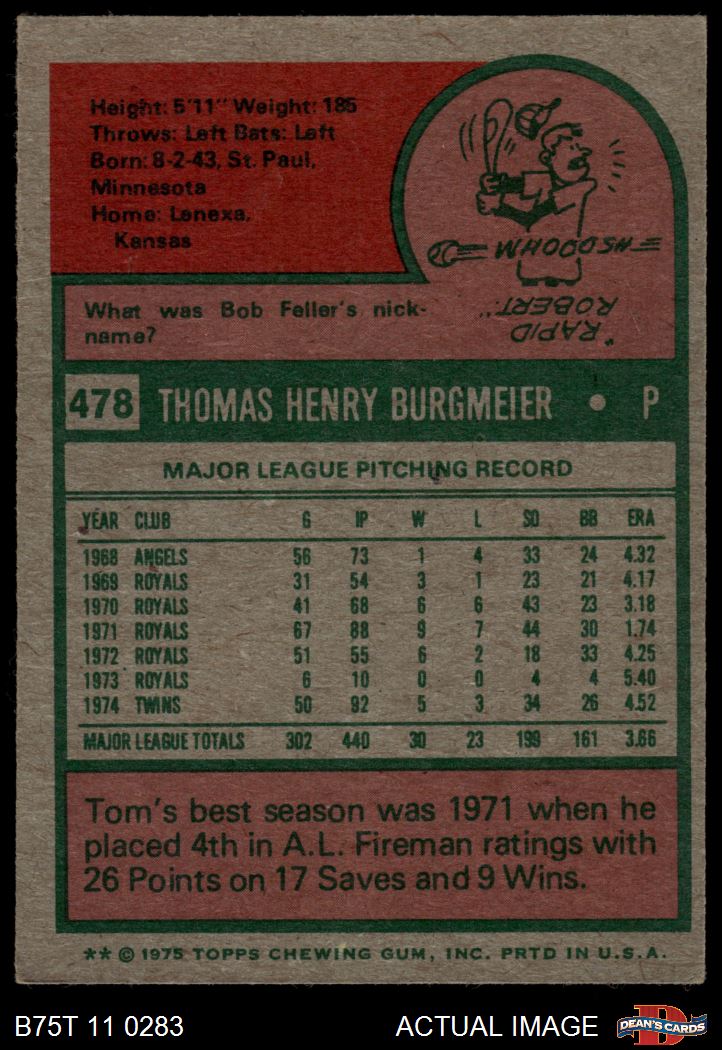 Height: 5'11" Weight: 185
Throws: Left Bats: Left
Born: 8-2-43, St. Paul,
Minnesota
Home: Lenexa,
Kansas
WHOOOOSH
What was Bob Feller's nick-
name?
"RAPID
ROBERT."
478 THOMAS HENRY BURGMEIER • P
MAJOR LEAGUE PITCHING RECORD
YEAR CLUB G IP W L SO BB ERA
1968 ANGELS 56 73 1 4 33 24 4.32
1969 ROYALS 31 54 3 1 23 21 4.17
1970 ROYALS 41 68 6 6 43 23 3.18
1971 ROYALS 67 88 9 7 44 30 1.74
1972 ROYALS 51 55 6 2 18 33 4.25
1973 ROYALS 6 10 0 0 4 4 5.40
1974 TWINS 50 92 5 3 34 26 4.52
MAJOR LEAGUE TOTALS 302 440 30 23 199 161 3.66
Tom's best season was 1971 when he
placed 4th in A.L. Fireman ratings with
26 Points on 17 Saves and 9 Wins.
** © 1975 TOPPS CHEWING GUM, INC. PRTD IN U.S.A.
B75T 11 0283 ACTUAL IMAGE D DEAN'S CARDS